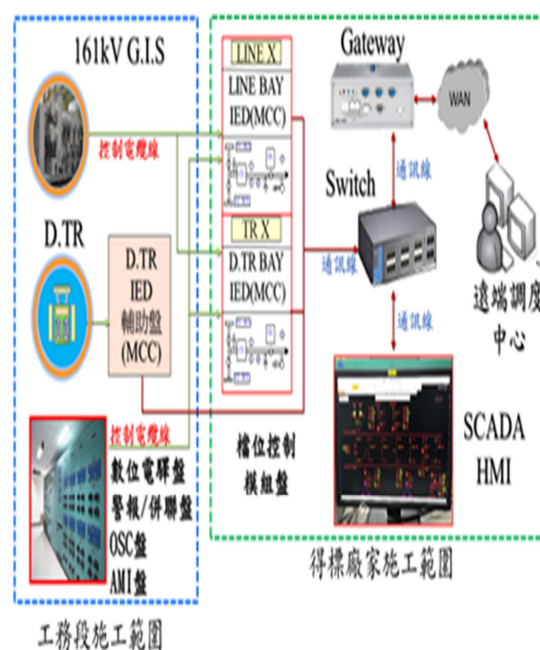 161kV G.I.S
控制電纜線
D.TR
D.TR
IED
輔助盤
(MCC)
控制電纜線
數位電驛盤
警報/併聯盤
OSC盤
AMI盤
工務段施工範圍
LINE X
LINE BAY
IED(MCC)
TR X
D.TR BAY
IED(MCC)
檔位控制
模組盤
Gateway
WAN
通訊線
Switch
通訊線
通訊線
遠端調度
中心
SCADA
HMI
得標廠家施工範圍